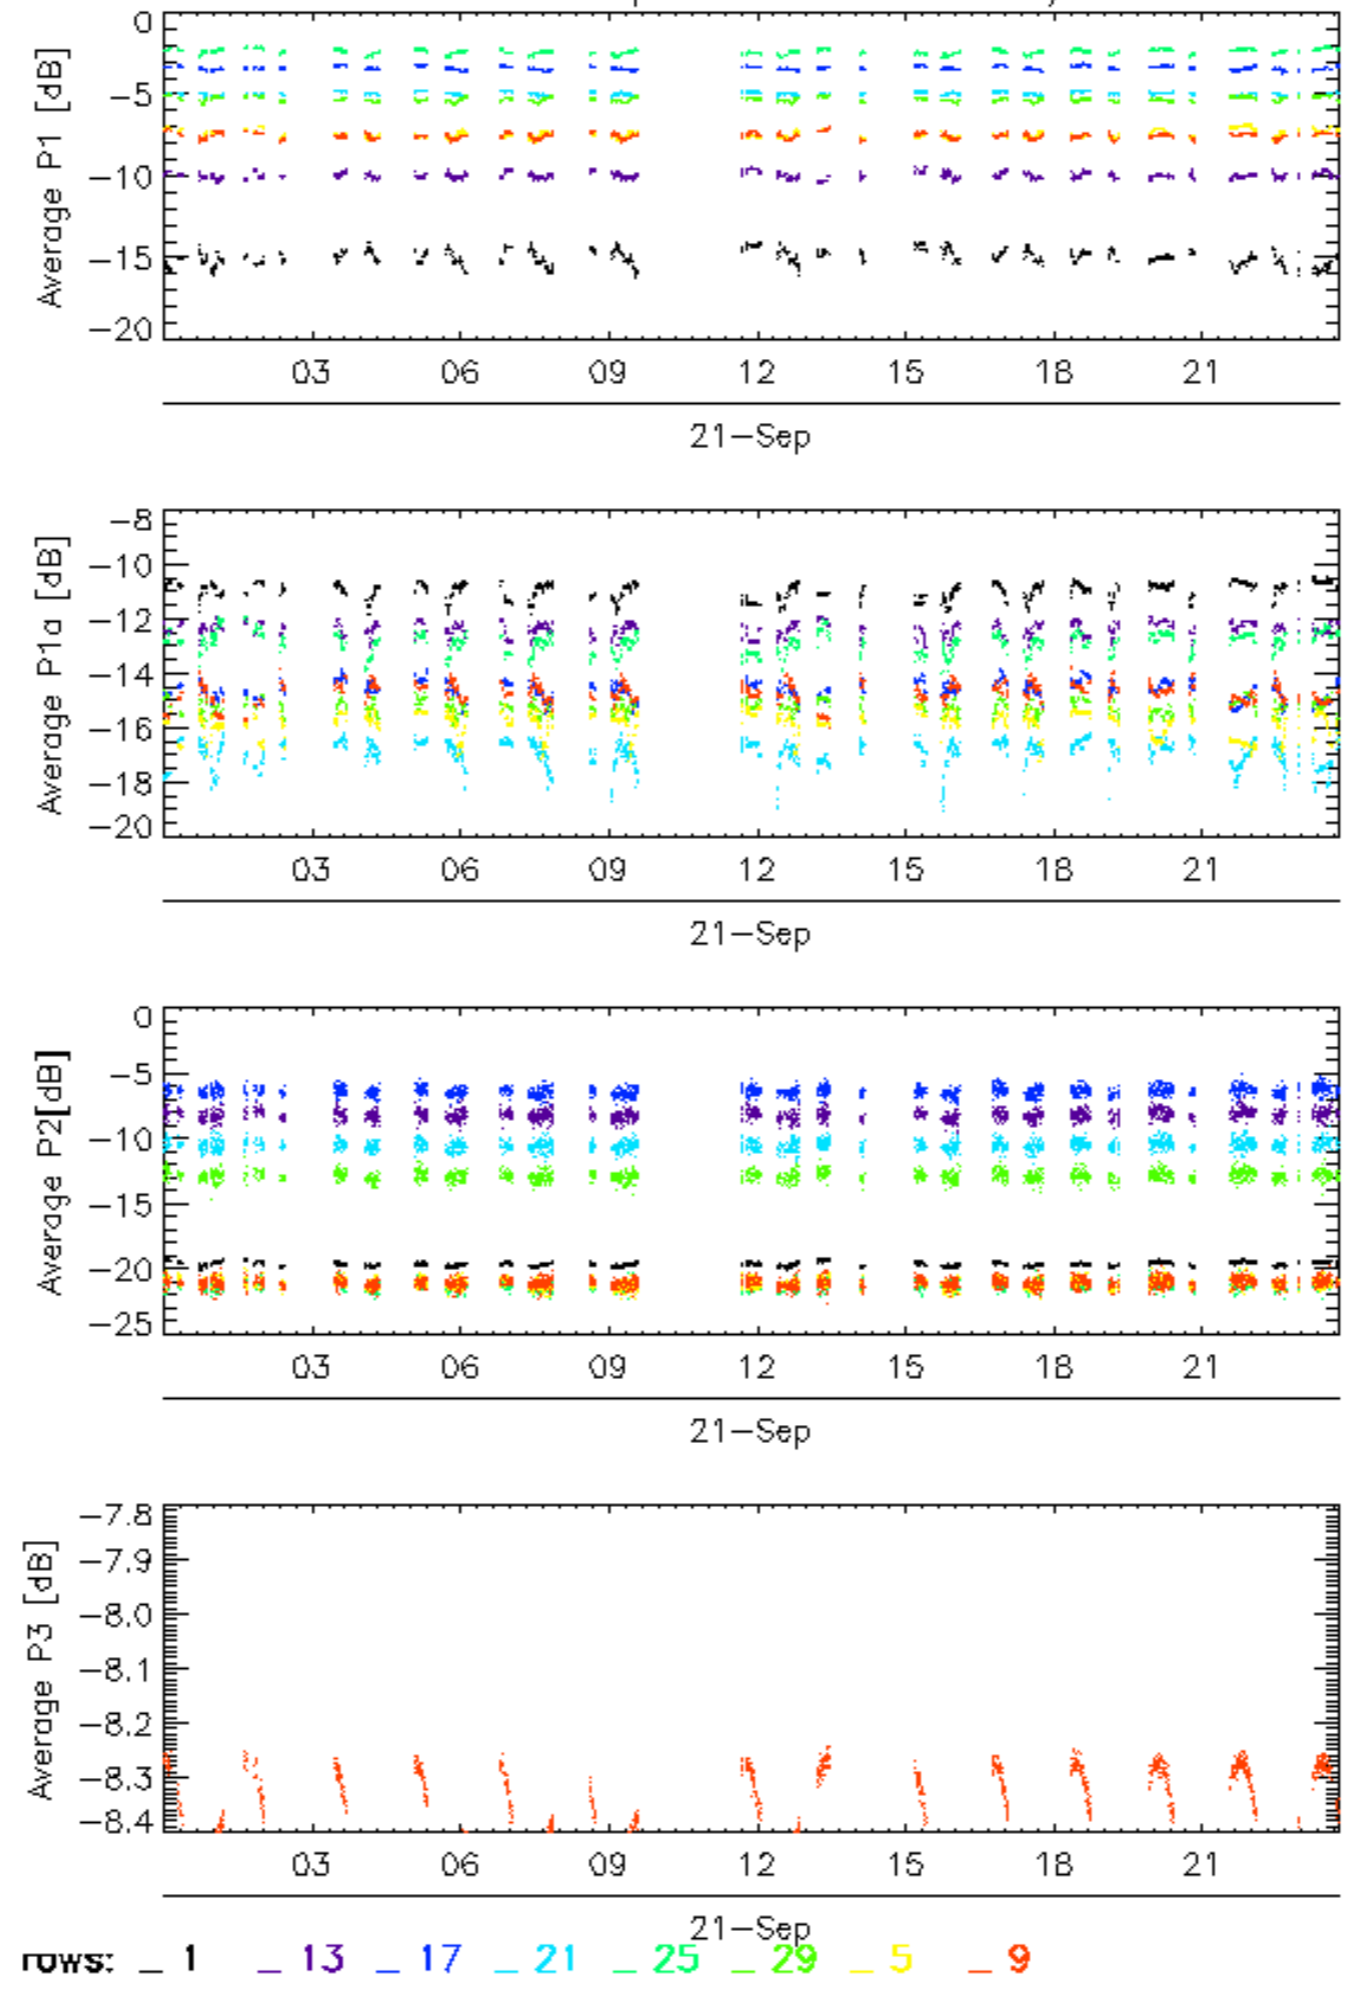 0
−5
−10
−15
−20
Average P1 [dB]
03 06 09 12 15 18 21
21−Sep
−8
−10
−12
−14
−16
−18
−20
Average P1a [dB]
03 06 09 12 15 18 21
21−Sep
0
−5
−10
−15
−20
−25
Average P2[dB]
03 06 09 12 15 18 21
21−Sep
−7.8
−7.9
−8.0
−8.1
−8.2
−8.3
−8.4
Average P3 [dB]
03 06 09 12 15 18 21
21−Sep
rows: _ 1 _ 13 _ 17 _ 21 _ 25 _ 29 _ 5 _ 9